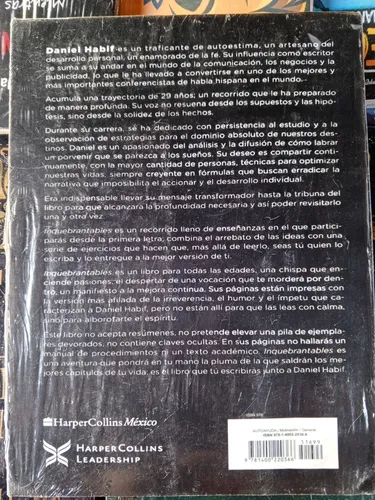 Daniel Habif es un traficante de autoestima, un artesano del
desarrollo personal, un enamorado de la fe. Su influencia como escritor
se suma a su andar en el mundo de la comunicación, los negocios y la
publicidad, lo que le ha llevado a convertirse en uno de los mejores y
más importantes conferencistas de habla hispana en el mundo.
Acumula una trayectoria de 29 años; un recorrido que le ha preparado
de manera profunda. Su voz no resuena desde los supuestos y las hipó-
tesis, sino desde la solidez de los hechos.
Durante su carrera, se ha dedicado con persistencia al estudio y a la
observación de estrategias para el dominio absoluto de nuestros des-
tinos. Daniel es un apasionado del análisis y la difusión de cómo labrar
un porvenir que se parezca a los sueños. Su deseo es compartir conti-
nuamente, con la mayor cantidad de personas, técnicas para optimizar
nuestras vidas; siempre creyente en fórmulas que buscan erradicar la
narrativa que imposibilita el accionar y el desarrollo individual.
Era indispensable llevar su mensaje transformador hasta la tribuna del
libro para que alcanzara la profundidad necesaria y así poder revisitarlo
una y otra vez.
Inquebrantables es un recorrido lleno de enseñanzas en el que partici-
parás desde la primera letra; combina el arrebato de las ideas con una
serie de ejercicios que hacen que, más allá de leerlo, seas tú quien lo
escriba y lo entregue a la mejor versión de ti.
Inquebrantables es un libro para todas las edades, una chispa que en-
ciende pasiones, el despertar de una vocación que te morderá por den-
tro, un manifiesto a la mejora continua. Sus páginas están impresas con
la versión más afilada de la irreverencia, el humor y el ímpetu que ca-
racterizan a Daniel Habif, pero no están allí para que las leas con calma,
sino para alborotarte el espíritu.
Este libro no acepta resúmenes, no pretende elevar una pila de ejempla-
res devorados, no contiene claves ocultas. En sus páginas no hallarás un
manual de procedimientos ni un texto académico. Inquebrantables es
una aventura que pondrá en tu mano la pluma de la que saldrán los me-
jores capítulos de tu vida; es el libro que tú escribirás junto a Daniel Habif.
HarperCollins México
HARPERCOLLINS
LEADERSHIP
51699
9 781400 220366